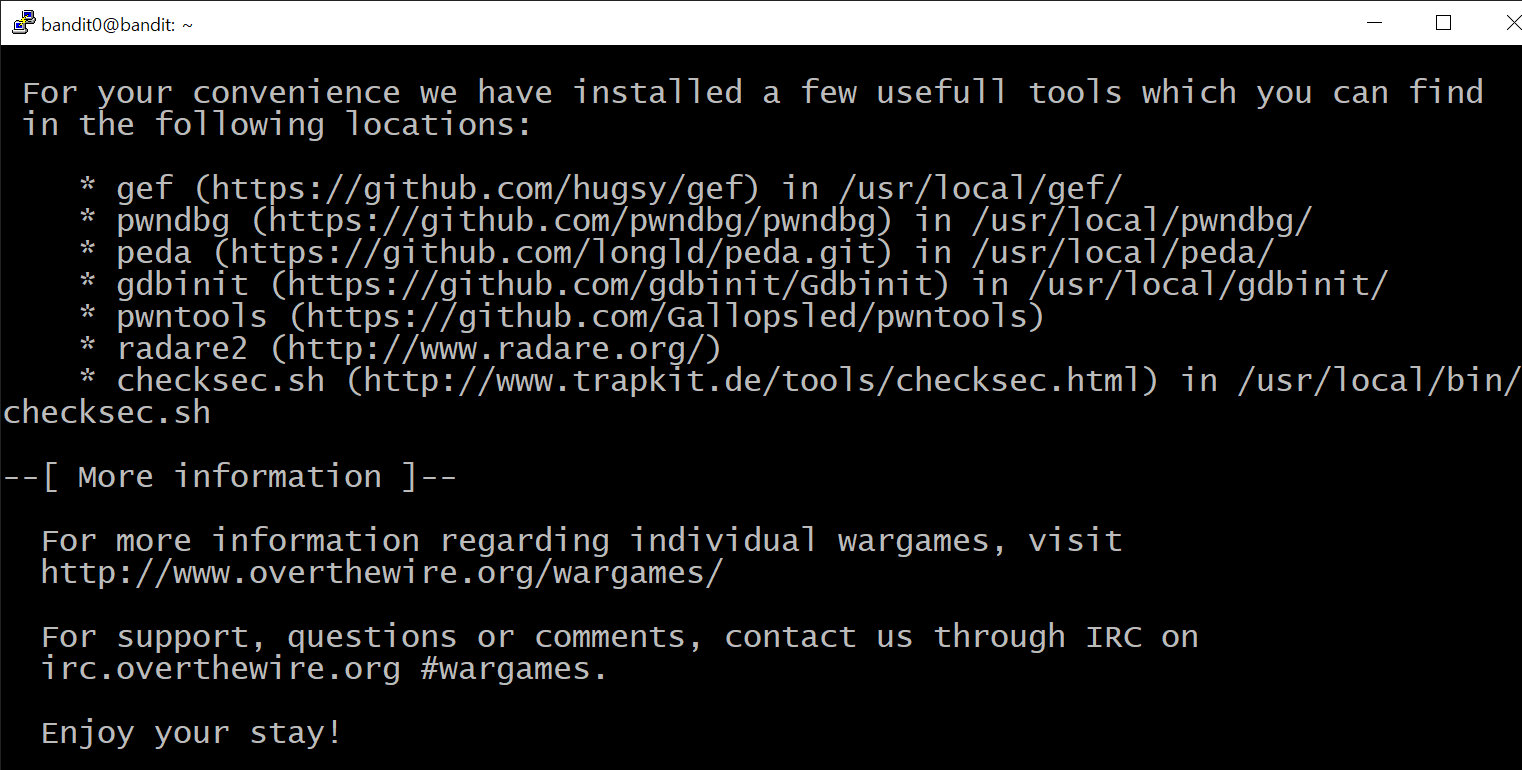 bandit0@bandit: ~
For your convenience we have installed a few usefull tools which you can find
in the following locations:
* gef (https://github.com/hugsy/gef) in /usr/local/gef/
* pwndbg (https://github.com/pwndbg/pwndbg) in /usr/local/pwndbg/
* peda (https://github.com/longld/peda.git) in /usr/local/peda/
* gdbinit (https://github.com/gdbinit/Gdbinit) in /usr/local/gdbinit/
* pwntools (https://github.com/Gallopsled/pwntools)
* radare2 (http://www.radare.org/)
* checksec.sh (http://www.trapkit.de/tools/checksec.html) in /usr/local/bin/
checksec.sh
--[ More information ]--
For more information regarding individual wargames, visit
http://www.overthewire.org/wargames/
For support, questions or comments, contact us through IRC on
irc.overthewire.org #wargames.
Enjoy your stay!